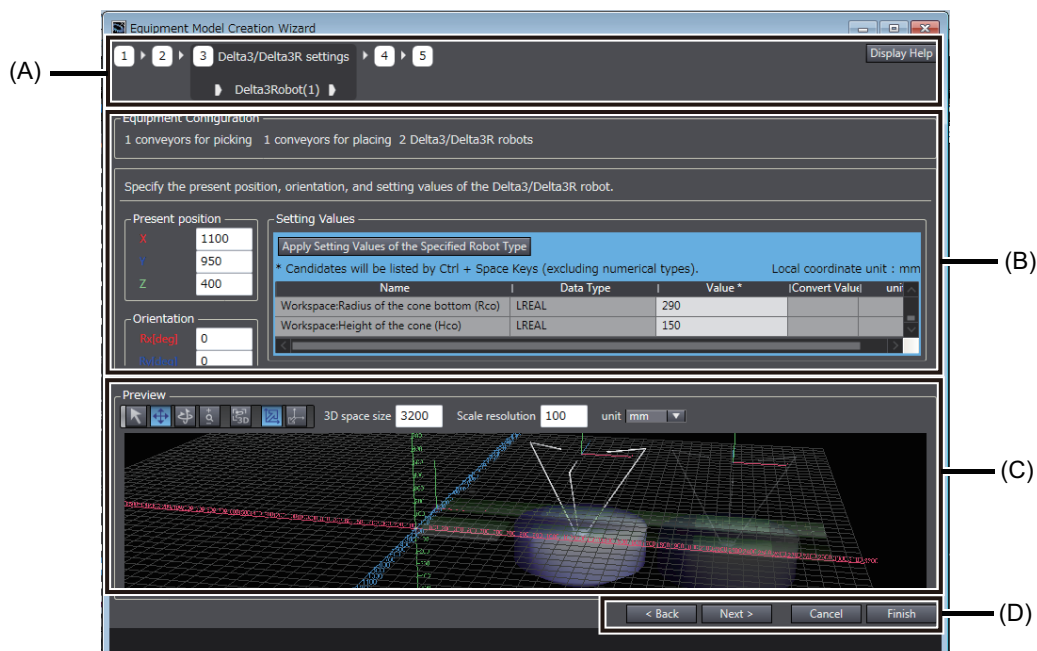 Equipment Model Creation Wizard
1 2 3 Delta3/Delta3R settings 4 5
Display Help
Delta3Robot(1)
(A)
Equipment Configuration
1 conveyors for picking 1 conveyors for placing 2 Delta3/Delta3R robots
Specify the present position, orientation, and setting values of the Delta3/Delta3R robot.
Present position
X 1100
Y 950
Z 400
Orientation
Rx[deg] 0
0
Setting Values
Apply Setting Values of the Specified Robot Type
* Candidates will be listed by Ctrl + Space Keys (excluding numerical types). Local coordinate unit : mm
Name Data Type Value * Convert Value uni
Workspace:Radius of the cone bottom (Rco) LREAL 290
Workspace:Height of the cone (Hco) LREAL 150
(B)
Preview
3D space size 3200 Scale resolution 100 unit mm
(C)
< Back Next > Cancel Finish
(D)